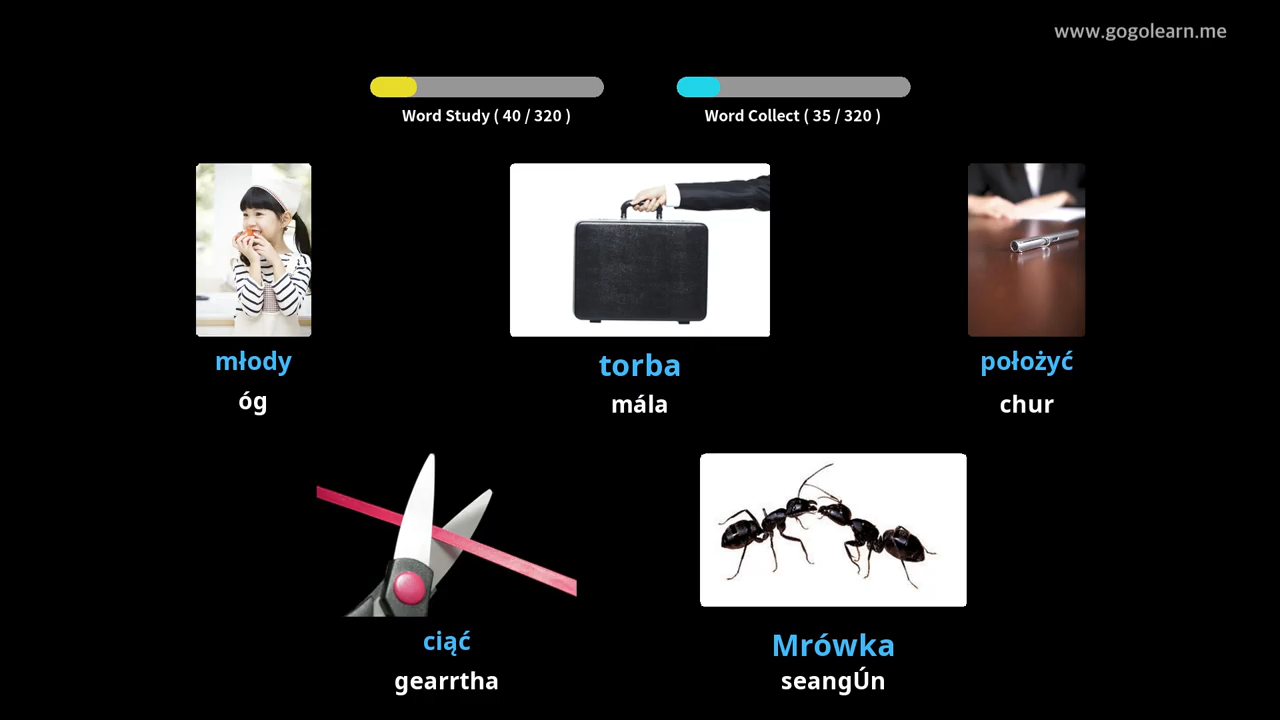 www.gogolearn.me
Word Study ( 40 / 320 )
Word Collect ( 35 / 320 )
młody
óg
torba
mála
położyć
chur
ciąć
gearrtha
Mrówka
seangÚn